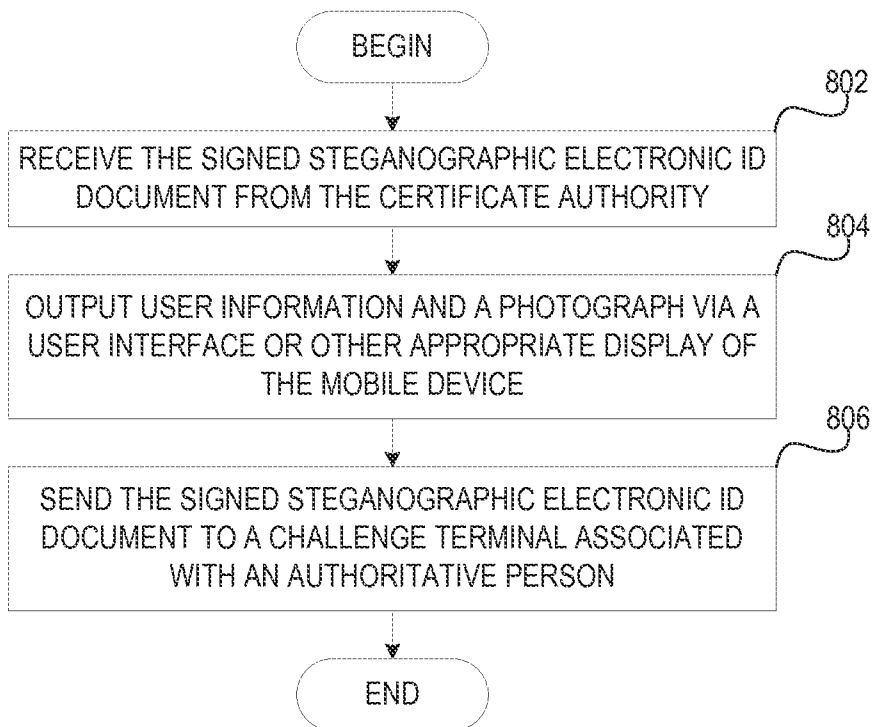 BEGIN
802
RECEIVE THE SIGNED STEGANOGRAPHIC ELECTRONIC ID
DOCUMENT FROM THE CERTIFICATE AUTHORITY
804
OUTPUT USER INFORMATION AND A PHOTOGRAPH VIA A
USER INTERFACE OR OTHER APPROPRIATE DISPLAY OF
THE MOBILE DEVICE
806
SEND THE SIGNED STEGANOGRAPHIC ELECTRONIC ID
DOCUMENT TO A CHALLENGE TERMINAL ASSOCIATED
WITH AN AUTHORITATIVE PERSON
END